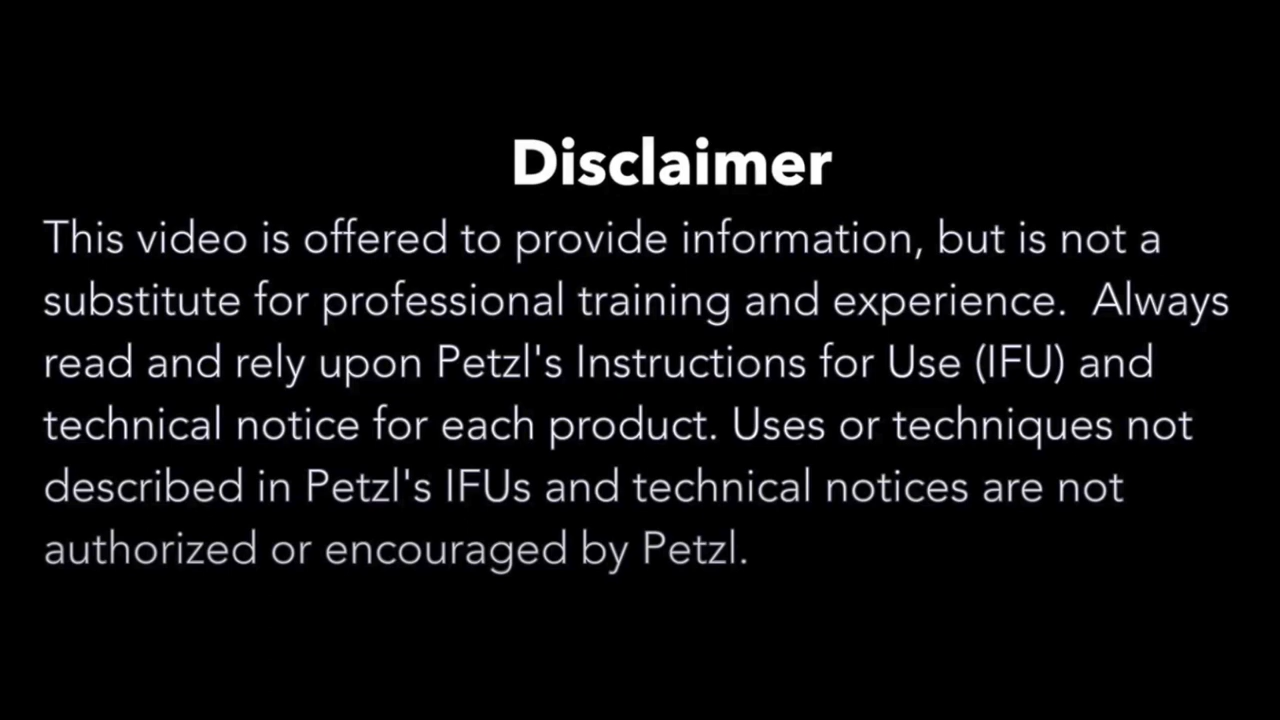 Disclaimer
This video is offered to provide information, but is not a
substitute for professional training and experience.  Always
read and rely upon Petzl's Instructions for Use (IFU) and
technical notice for each product. Uses or techniques not
described in Petzl's IFUs and technical notices are not
authorized or encouraged by Petzl.